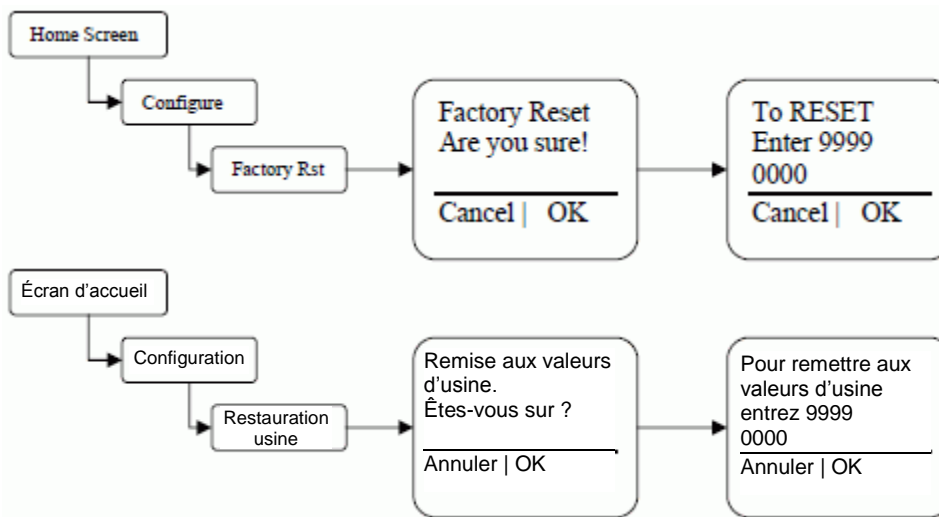 Home Screen
Configure
Factory Rst
Factory Reset
Are you sure!
Cancel | OK
To RESET
Enter 9999
0000
Cancel | OK
Écran d'accueil
Configuration
Restauration
usine
Remise aux valeurs
d'usine.
Êtes-vous sur ?
Annuler | OK
Pour remettre aux
valeurs d'usine
entrez 9999
0000
Annuler | OK